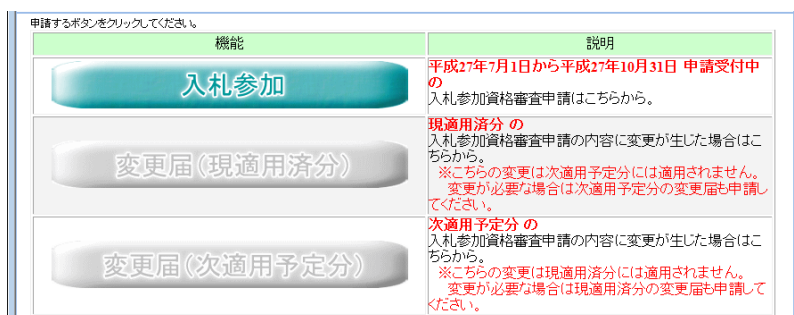 申請するボタンをクリックしてください。
機能
説明
入札参加
平成27年7月1日から平成27年10月31日 申請受付中
の
入札参加資格審査申請はこちらから。
変更届(現適用済分)
現適用済分 の
入札参加資格審査申請の内容に変更が生じた場合はこ
ちらから。
※こちらの変更は次適用予定分には適用されません。
変更が必要な場合は次適用予定分の変更届も申請し
てください。
変更届(次適用予定分)
次適用予定分 の
入札参加資格審査申請の内容に変更が生じた場合はこ
ちらから。
※こちらの変更は現適用済分には適用されません。
変更が必要な場合は現適用済分の変更届も申請して
ください。